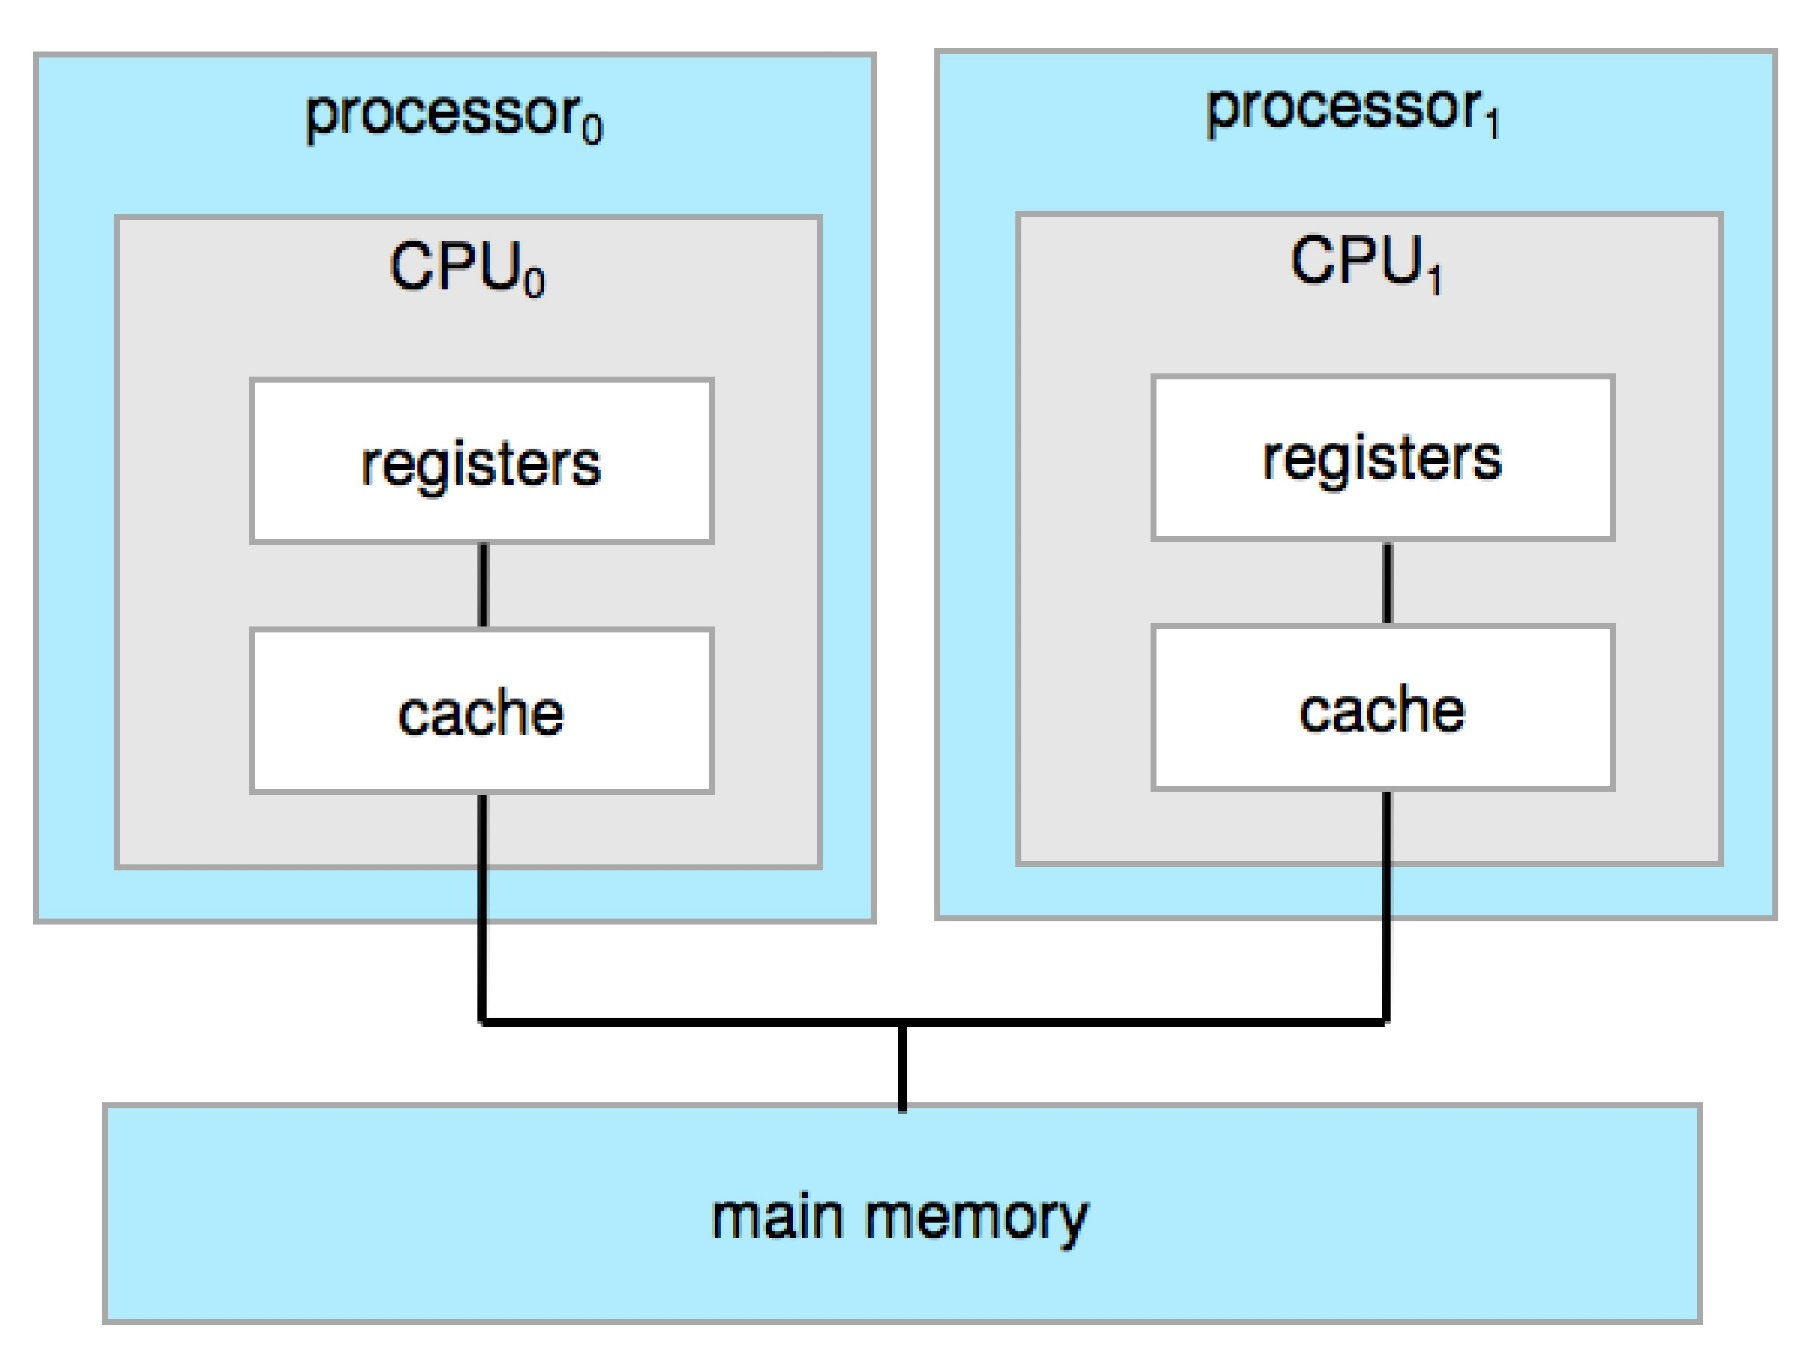 processor₀
processor₁
CPU₀
CPU₁
registers
registers
cache
cache
main memory